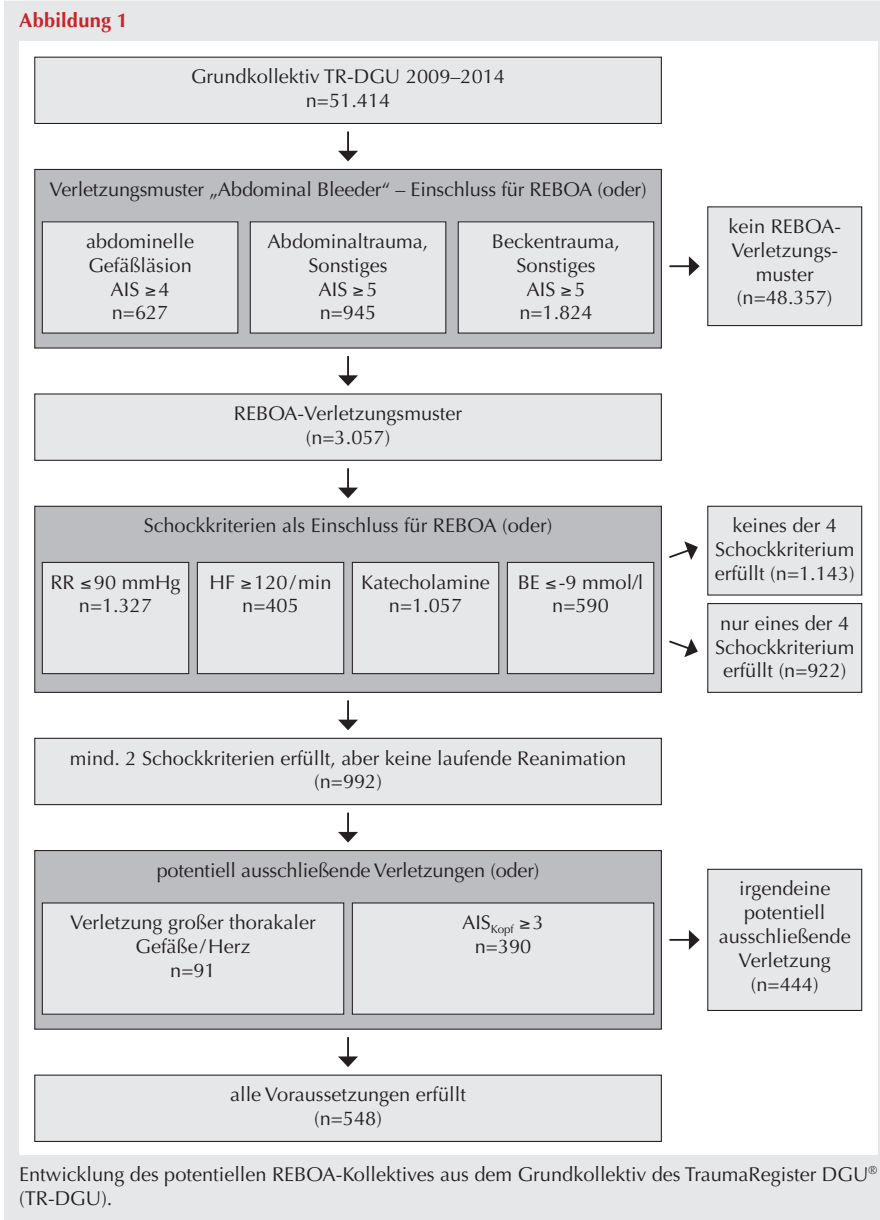 Abbildung 1
Grundkollektiv TR-DGU 2009–2014
n=51.414
Verletzungsmuster „Abdominal Bleeder“ – Einschluss für REBOA (oder)
abdominelle
Gefäßläsion
AIS ≥4
n=627
Abdominaltrauma,
Sonstiges
AIS ≥5
n=945
Beckentrauma,
Sonstiges
AIS ≥5
n=1.824
kein REBOA-
Verletzungs-
muster
(n=48.357)
REBOA-Verletzungsmuster
(n=3.057)
Schockkriterien als Einschluss für REBOA (oder)
RR ≤90 mmHg
n=1.327
HF ≥120/min
n=405
Katecholamine
n=1.057
BE ≤-9 mmol/l
n=590
keines der 4
Schockkriterium
erfüllt (n=1.143)
nur eines der 4
Schockkriterium
erfüllt (n=922)
mind. 2 Schockkriterien erfüllt, aber keine laufende Reanimation
(n=992)
potentiell ausschließende Verletzungen (oder)
Verletzung großer thorakaler
Gefäße/Herz
n=91
AIS_Kopf ≥3
n=390
irgendeine
potentiell
ausschließende
Verletzung
(n=444)
alle Voraussetzungen erfüllt
(n=548)
Entwicklung des potentiellen REBOA-Kollektives aus dem Grundkollektiv des TraumaRegister DGU®
(TR-DGU).